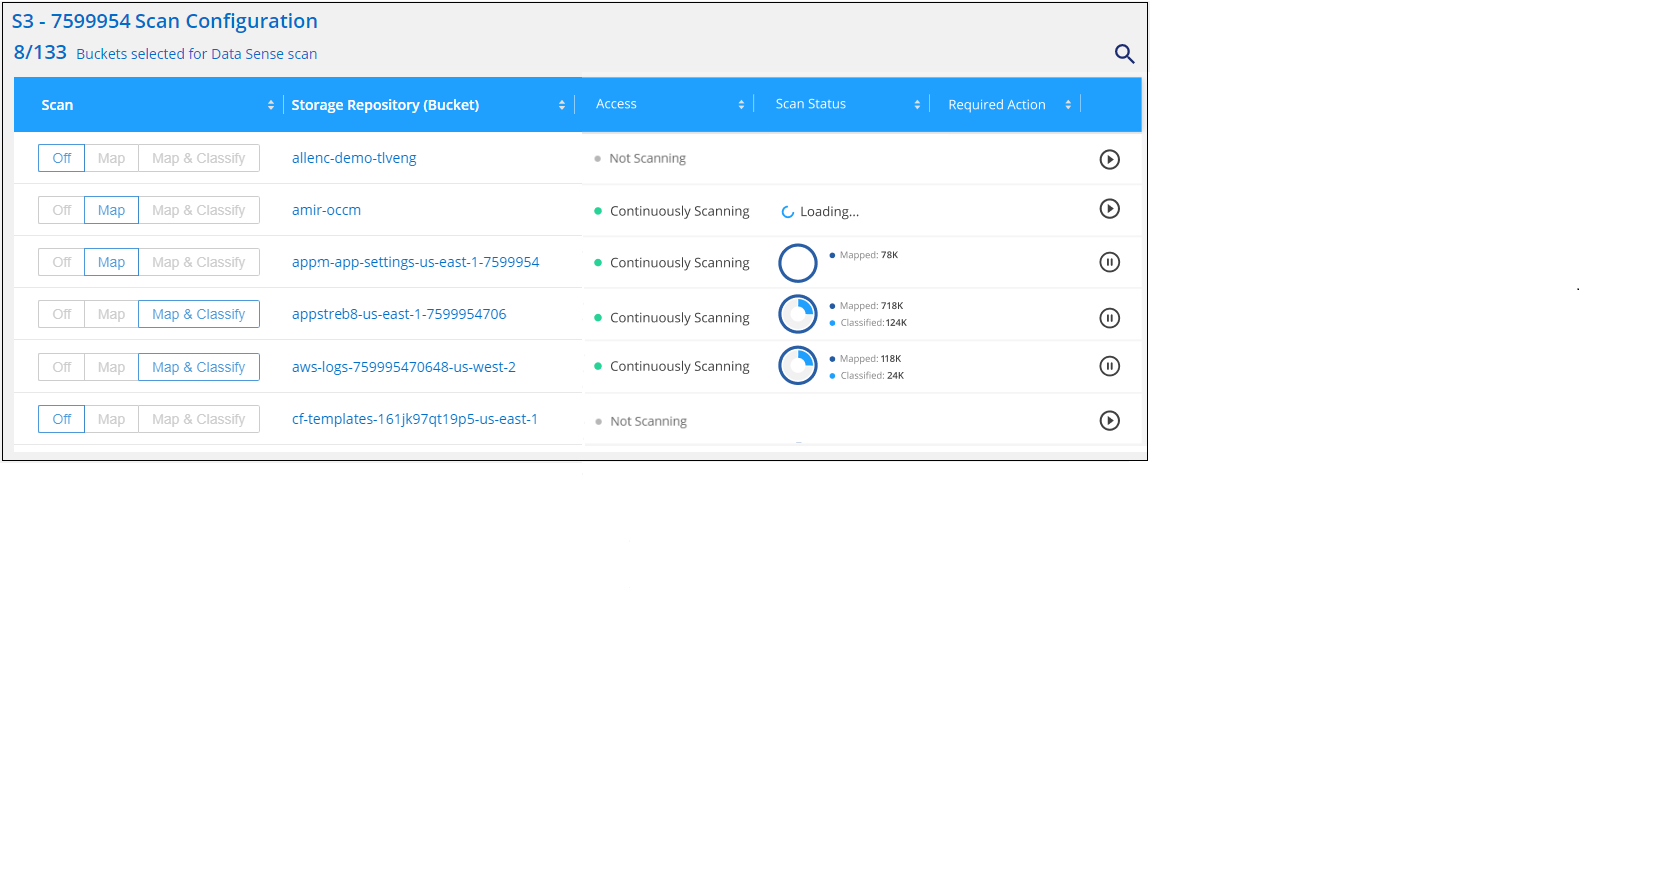 S3 - 7599954 Scan Configuration
8/133 Buckets selected for Data Sense scan
Scan Storage Repository (Bucket) Access Scan Status Required Action
Off Map Map & Classify allenc-demo-tlveng Not Scanning
Off Map Map & Classify amir-occm Continuously Scanning Loading...
Off Map Map & Classify appm-app-settings-us-east-1-7599954 Continuously Scanning Mapped: 78K
Off Map Map & Classify appstreb8-us-east-1-7599954706 Continuously Scanning Mapped: 718K
Classified:124K
Off Map Map & Classify aws-logs-759995470648-us-west-2 Continuously Scanning Mapped: 118K
Classified: 24K
Off Map Map & Classify cf-templates-161jk97qt19p5-us-east-1 Not Scanning